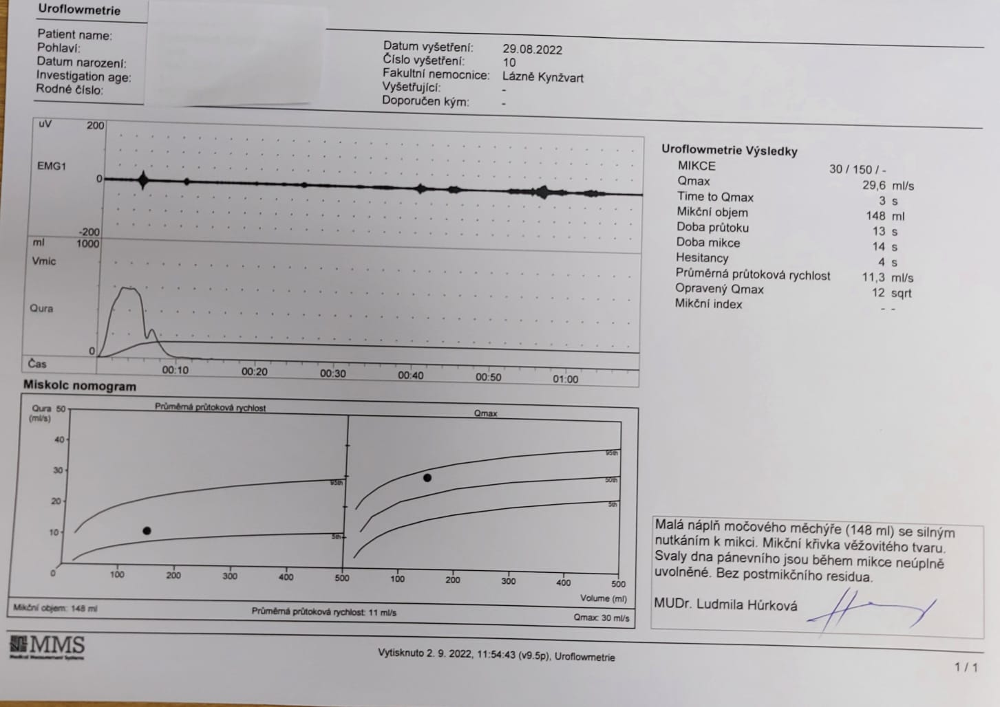 Uroflowmetrie
Patient name:
Pohlaví:
Datum narození:
Investigation age:
Rodné číslo:
Datum vyšetření: 29.08.2022
Číslo vyšetření: 10
Fakultní nemocnice: Lázně Kynžvart
Vyšetřující: -
Doporučen kým: -
uV 200
EMG1
0
-200
ml 1000
Vmic
Qura
0
Čas 00:10 00:20 00:30 00:40 00:50 01:00
Uroflowmetrie Výsledky
MIKCE 30 / 150 / -
Qmax 29,6 ml/s
Time to Qmax 3 s
Mikční objem 148 ml
Doba průtoku 13 s
Doba mikce 14 s
Hesitancy 4 s
Průměrná průtoková rychlost 11,3 ml/s
Opravený Qmax 12 sqrt
Mikční index - -
Miskolc nomogram
Qura 50 Průměrná průtoková rychlost Qmax
(ml/s)
40
30
20
10
0 100 200 300 400 500 100 200 300 400 500
95th
5th
95th
50th
5th
Volume (ml)
Mikční objem: 148 ml Průměrná průtoková rychlost: 11 ml/s Qmax: 30 ml/s
Malá náplň močového měchýře (148 ml) se silným
nutkáním k mikci. Mikční křivka věžovitého tvaru.
Svaly dna pánevního jsou během mikce neúplně
uvolněné. Bez postmikčního residua.
MUDr. Ludmila Hůrková
MMS
Medical Measurement Systems
Vytisknuto 2. 9. 2022, 11:54:43 (v9.5p), Uroflowmetrie
1 / 1